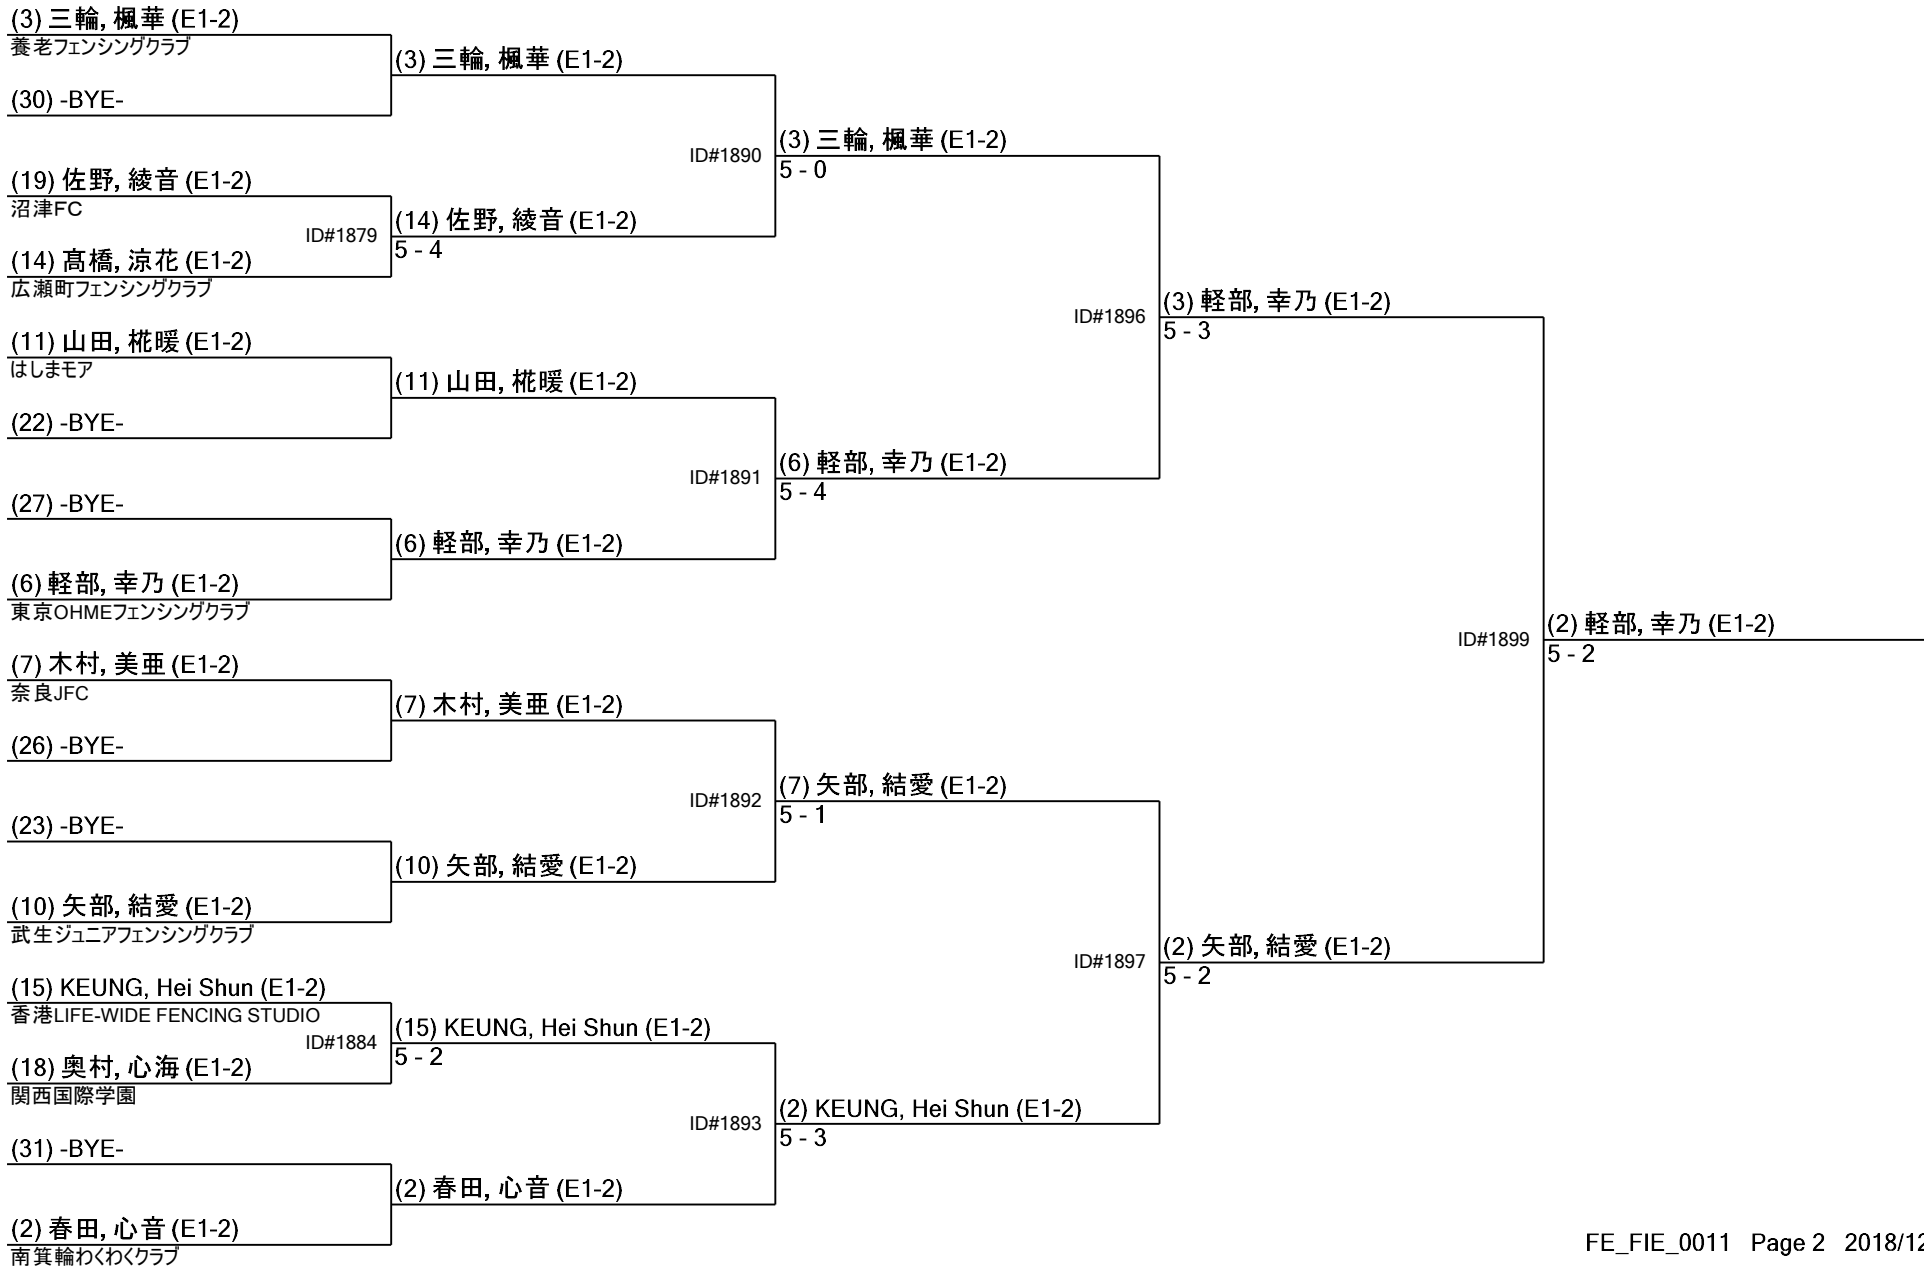 (3) 三輪, 楓華 (E1-2)
養老フェンシングクラブ
(3) 三輪, 楓華 (E1-2)
(30) -BYE-
ID#1890
(3) 三輪, 楓華 (E1-2)
5 - 0
(19) 佐野, 綾音 (E1-2)
沼津FC
ID#1879
(14) 佐野, 綾音 (E1-2)
5 - 4
(14) 髙橋, 涼花 (E1-2)
広瀬町フェンシングクラブ
ID#1896
(3) 軽部, 幸乃 (E1-2)
5 - 3
(11) 山田, 椛暖 (E1-2)
はしまモア
(11) 山田, 椛暖 (E1-2)
(22) -BYE-
ID#1891
(6) 軽部, 幸乃 (E1-2)
5 - 4
(27) -BYE-
(6) 軽部, 幸乃 (E1-2)
(6) 軽部, 幸乃 (E1-2)
東京OHMEフェンシングクラブ
ID#1899
(2) 軽部, 幸乃 (E1-2)
5 - 2
(7) 木村, 美亜 (E1-2)
奈良JFC
(7) 木村, 美亜 (E1-2)
(26) -BYE-
ID#1892
(7) 矢部, 結愛 (E1-2)
5 - 1
(23) -BYE-
(10) 矢部, 結愛 (E1-2)
(10) 矢部, 結愛 (E1-2)
武生ジュニアフェンシングクラブ
ID#1897
(2) 矢部, 結愛 (E1-2)
5 - 2
(15) KEUNG, Hei Shun (E1-2)
香港LIFE-WIDE FENCING STUDIO
ID#1884
(15) KEUNG, Hei Shun (E1-2)
5 - 2
(18) 奥村, 心海 (E1-2)
関西国際学園
ID#1893
(2) KEUNG, Hei Shun (E1-2)
5 - 3
(31) -BYE-
(2) 春田, 心音 (E1-2)
(2) 春田, 心音 (E1-2)
南箕輪わくわくクラブ
FE_FIE_0011 Page 2 2018/12